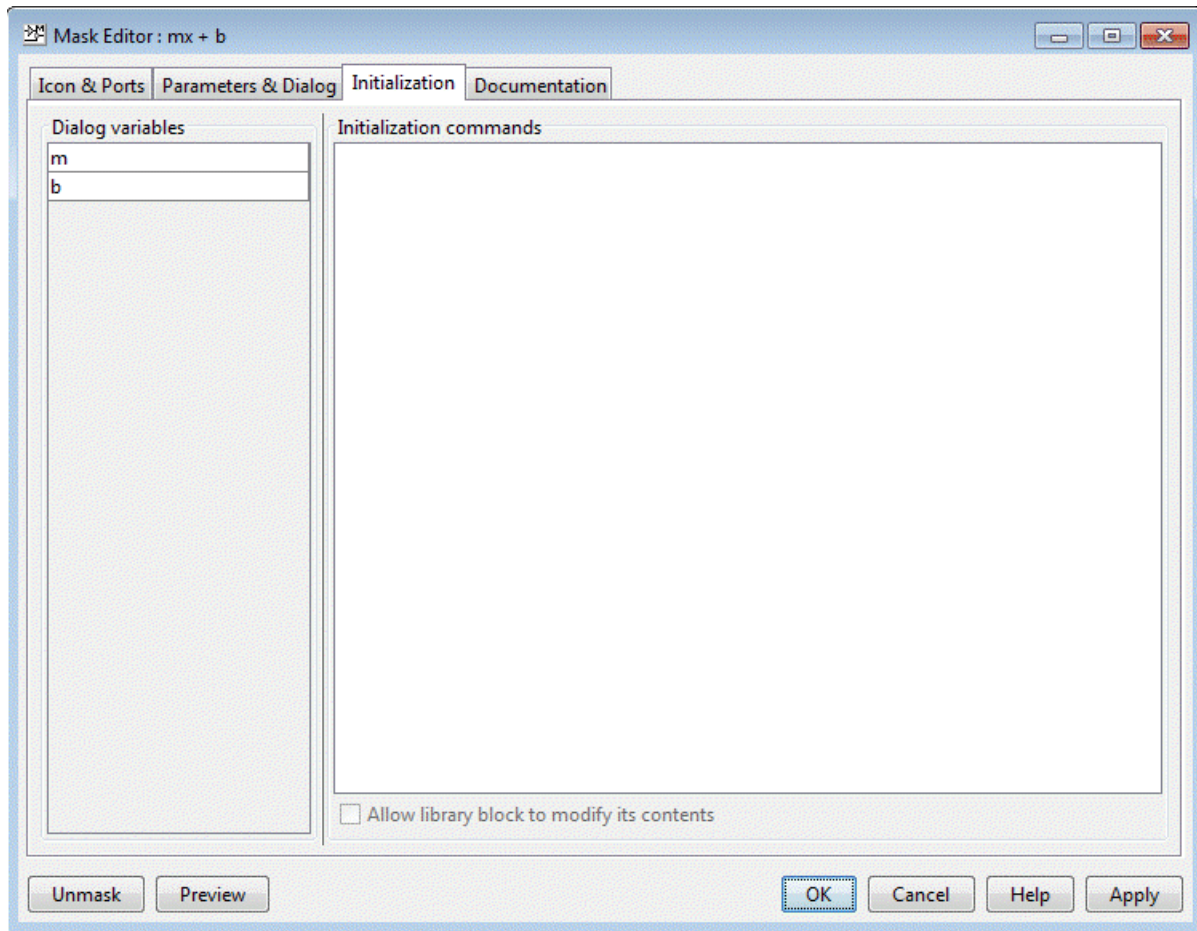 Mask Editor : mx + b
Icon & Ports Parameters & Dialog Initialization Documentation
Dialog variables
m
b
Initialization commands
Allow library block to modify its contents
Unmask Preview OK Cancel Help Apply